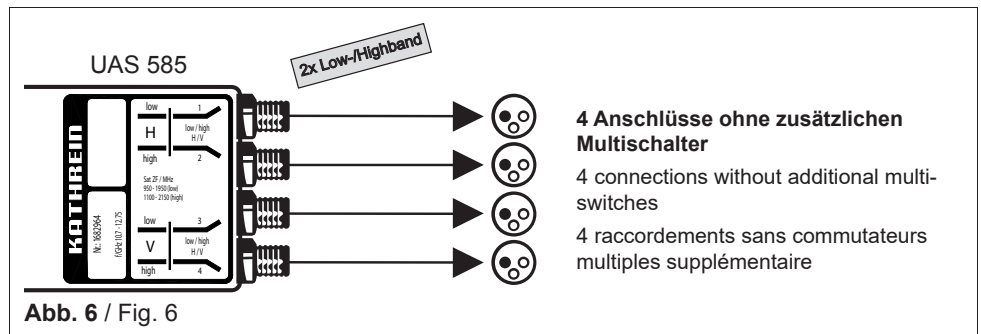 UAS 585
2x Low-/Highband
KATHREIN
Nr.: 1682964
f/GHz 10.7 - 12.75
low 1
H low / high
H / V
high 2
Sat ZF / MHz
950 - 1950 (low)
1100 - 2150 (high)
low 3
V low / high
H / V
high 4
4 Anschlüsse ohne zusätzlichen
Multischalter
4 connections without additional multi-
switches
4 raccordements sans commutateurs
multiples supplémentaire
Abb. 6 / Fig. 6